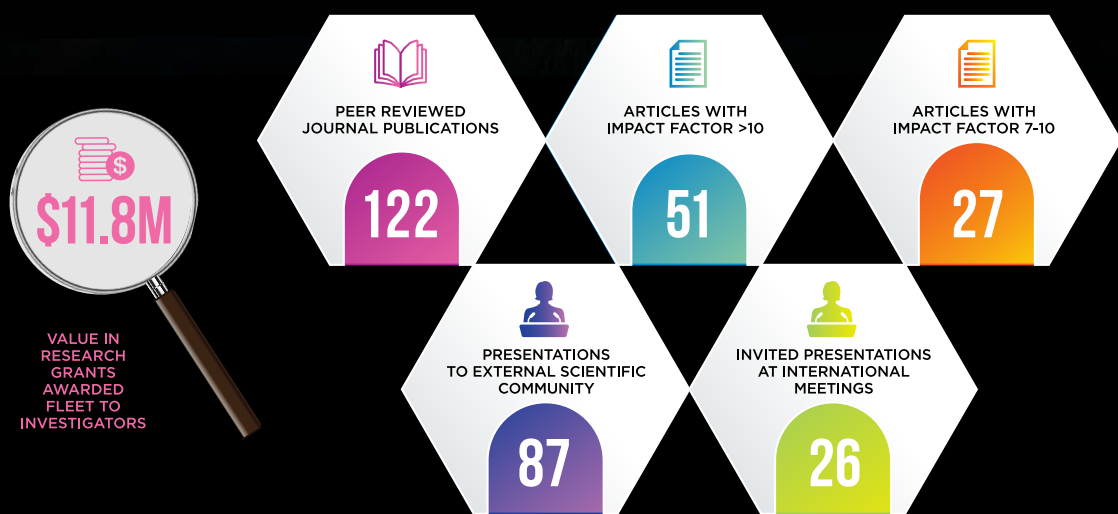 $
$11.8M
VALUE IN
RESEARCH
GRANTS
AWARDED
FLEET TO
INVESTIGATORS
PEER REVIEWED
JOURNAL PUBLICATIONS
122
ARTICLES WITH
IMPACT FACTOR >10
51
ARTICLES WITH
IMPACT FACTOR 7-10
27
PRESENTATIONS
TO EXTERNAL SCIENTIFIC
COMMUNITY
87
INVITED PRESENTATIONS
AT INTERNATIONAL
MEETINGS
26